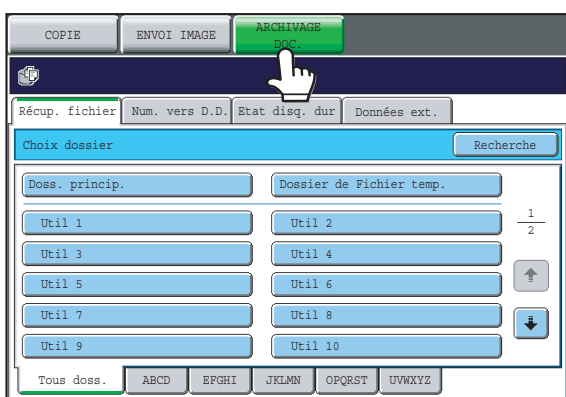 COPIE
ENVOI IMAGE
ARCHIVAGE
DOC.
Récup. fichier
Num. vers D.D.
Etat disq. dur
Données ext.
Choix dossier
Recherche
Doss. princip.
Dossier de Fichier temp.
Util 1
Util 2
1
2
Util 3
Util 4
Util 5
Util 6
Util 7
Util 8
Util 9
Util 10
Tous doss.
ABCD
EFGHI
JKLMN
OPQRST
UVWXYZ